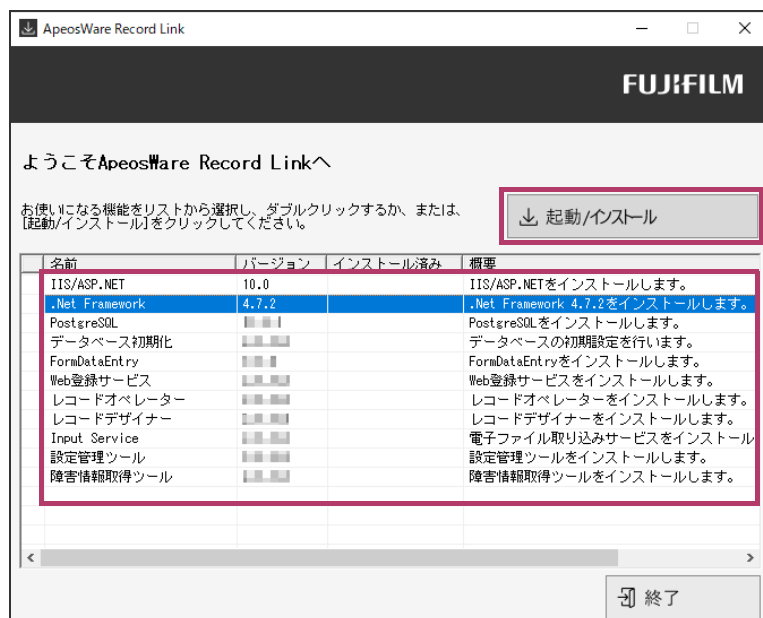 ApeosWare Record Link
FUJIFILM
ようこそApeosWare Record Linkへ
お使いになる機能をリストから選択し、ダブルクリックするか、または、
[起動/インストール]をクリックしてください。
起動/インストール
名前 バージョン インストール済み 概要
IIS/ASP.NET 10.0 IIS/ASP.NETをインストールします。
.Net Framework 4.7.2 .Net Framework 4.7.2をインストールします。
PostgreSQL PostgreSQLをインストールします。
データベース初期化 データベースの初期設定を行います。
FormDataEntry FormDataEntryをインストールします。
Web登録サービス Web登録サービスをインストールします。
レコードオペレーター レコードオペレーターをインストールします。
レコードデザイナー レコードデザイナーをインストールします。
Input Service 電子ファイル取り込みサービスをインストール
設定管理ツール 設定管理ツールをインストールします。
障害情報取得ツール 障害情報取得ツールをインストールします。
終了